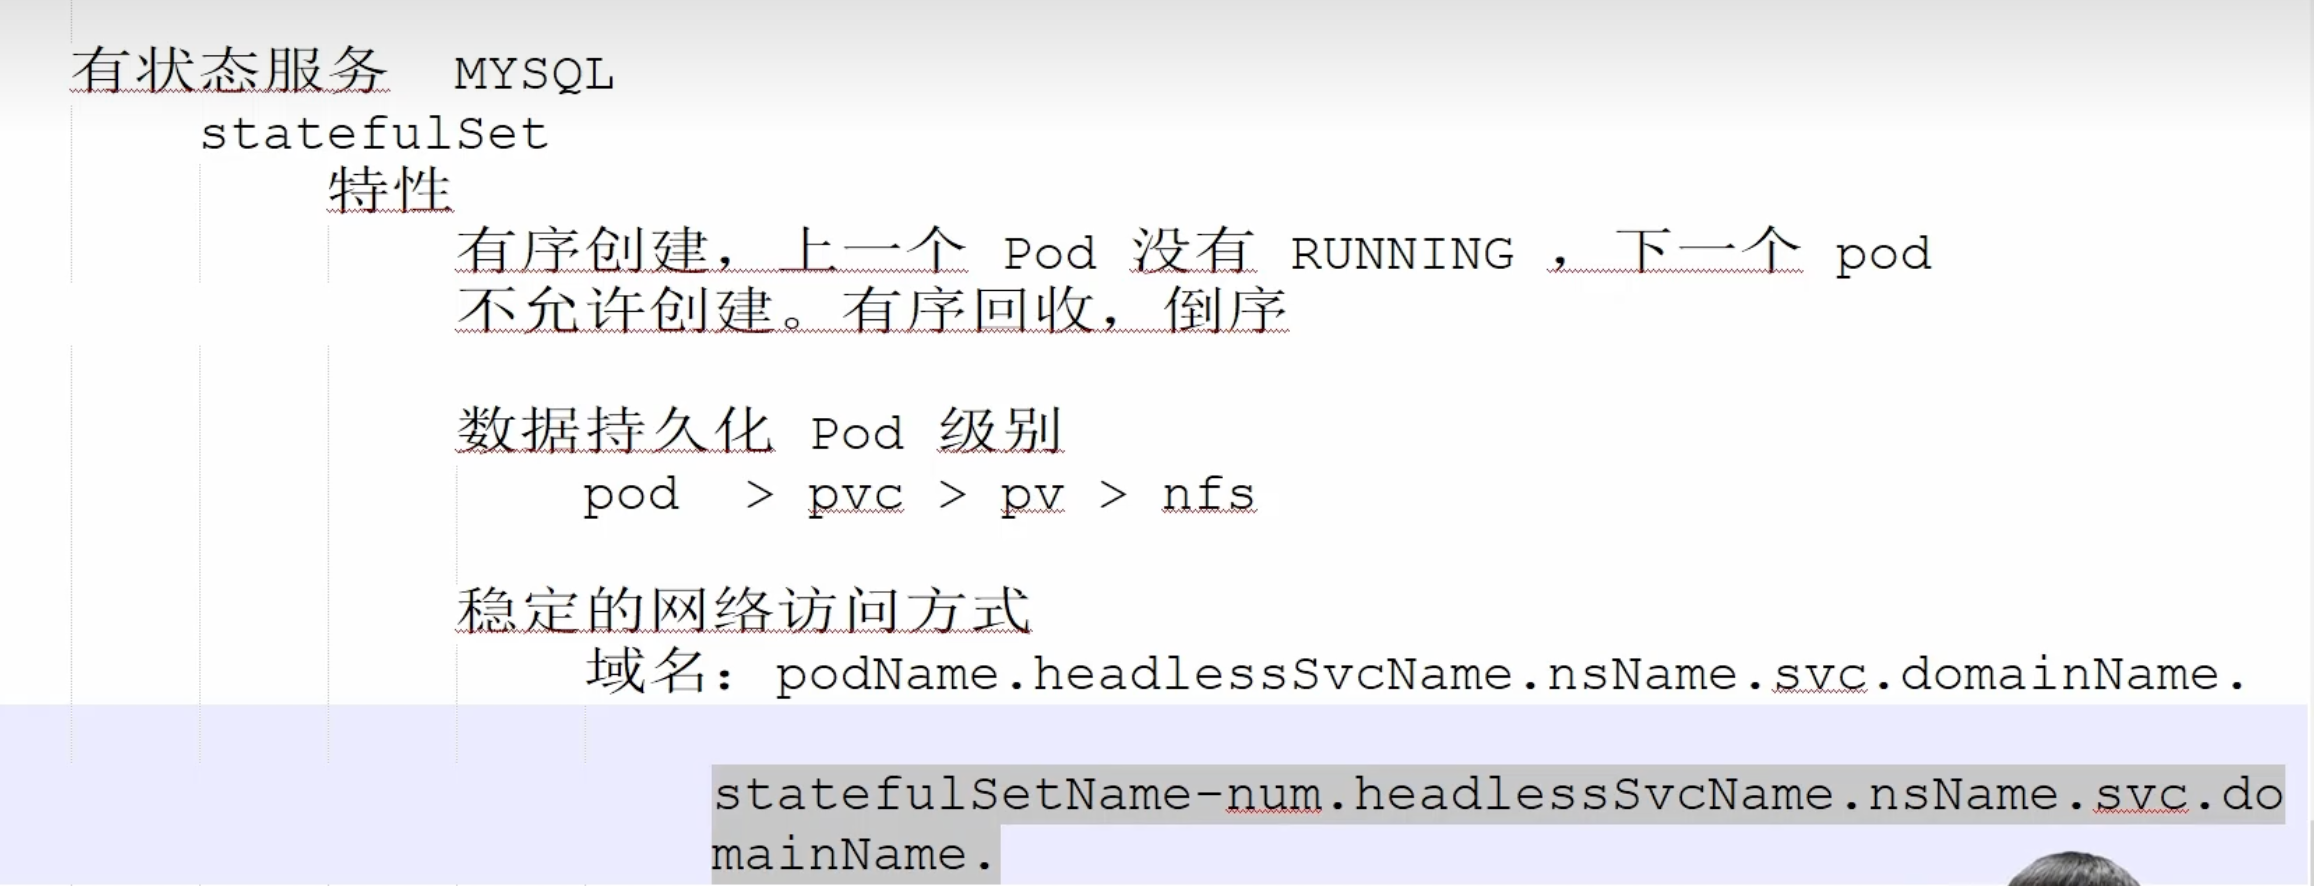 有状态服务  MYSQL
statefulSet
特性
有序创建，上一个 Pod 没有 RUNNING ，下一个 pod
不允许创建。有序回收，倒序
数据持久化 Pod 级别
pod  > pvc > pv > nfs
稳定的网络访问方式
域名：podName.headlessSvcName.nsName.svc.domainName.
statefulSetName-num.headlessSvcName.nsName.svc.do
mainName.